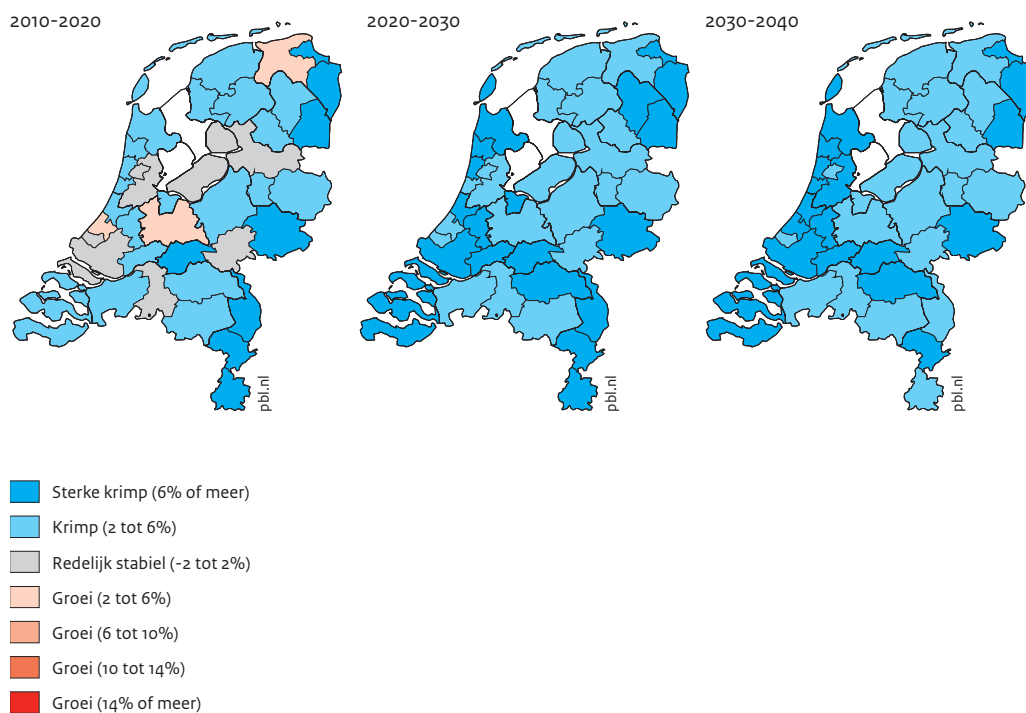 2010-2020
2020-2030
2030-2040
pbl.nl
pbl.nl
pbl.nl
Sterke krimp (6% of meer)
Krimp (2 tot 6%)
Redelijk stabiel (-2 tot 2%)
Groei (2 tot 6%)
Groei (6 tot 10%)
Groei (10 tot 14%)
Groei (14% of meer)